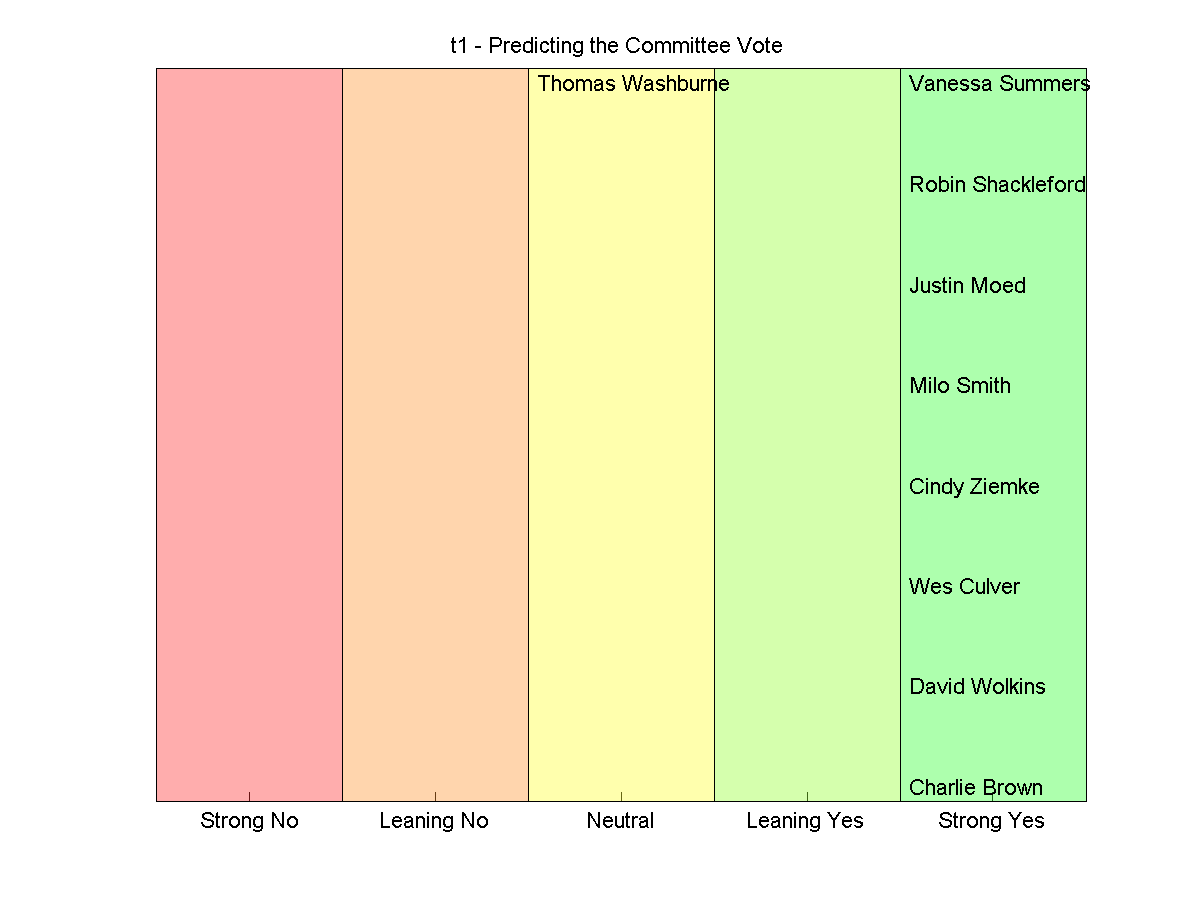 t1 - Predicting the Committee Vote
Thomas Washburne
Vanessa Summers
Robin Shackleford
Justin Moed
Milo Smith
Cindy Ziemke
Wes Culver
David Wolkins
Charlie Brown
Strong No
Leaning No
Neutral
Leaning Yes
Strong Yes